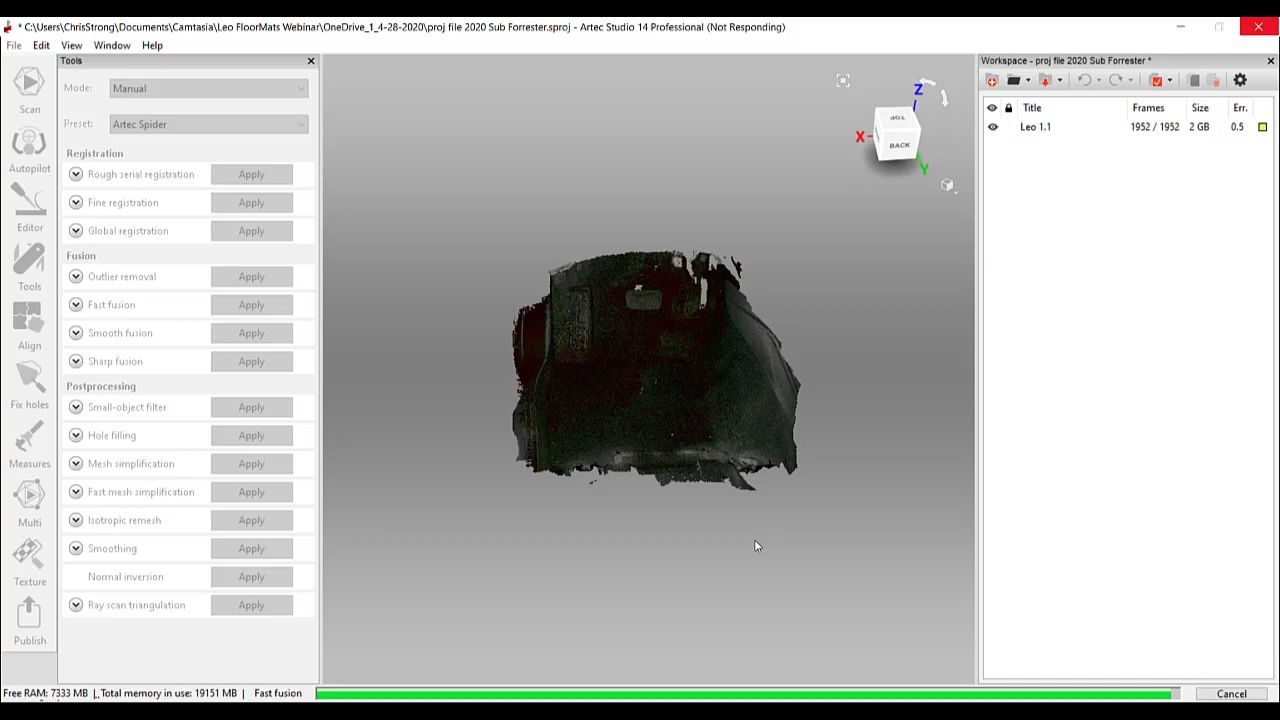 * C:\Users\ChrisStrong\Documents\Camtasia\Leo FloorMats Webinar\OneDrive_1_4-28-2020\proj file 2020 Sub Forrester.sproj - Artec Studio 14 Professional (Not Responding)
File Edit View Window Help
Tools
Mode: Manual
Preset: Artec Spider
Registration
Rough serial registration Apply
Fine registration Apply
Global registration Apply
Fusion
Outlier removal Apply
Fast fusion Apply
Smooth fusion Apply
Sharp fusion Apply
Postprocessing
Small-object filter Apply
Hole filling Apply
Mesh simplification Apply
Fast mesh simplification Apply
Isotropic remesh Apply
Smoothing Apply
Normal inversion Apply
Ray scan triangulation Apply
Scan
Autopilot
Editor
Tools
Align
Fix holes
Measures
Multi
Texture
Publish
Z
X
Y
TOP
BACK
Workspace - proj file 2020 Sub Forrester *
Title Frames Size Err.
Leo 1.1 1952 / 1952 2 GB 0.5
Free RAM: 7333 MB | Total memory in use: 19151 MB | Fast fusion
Cancel